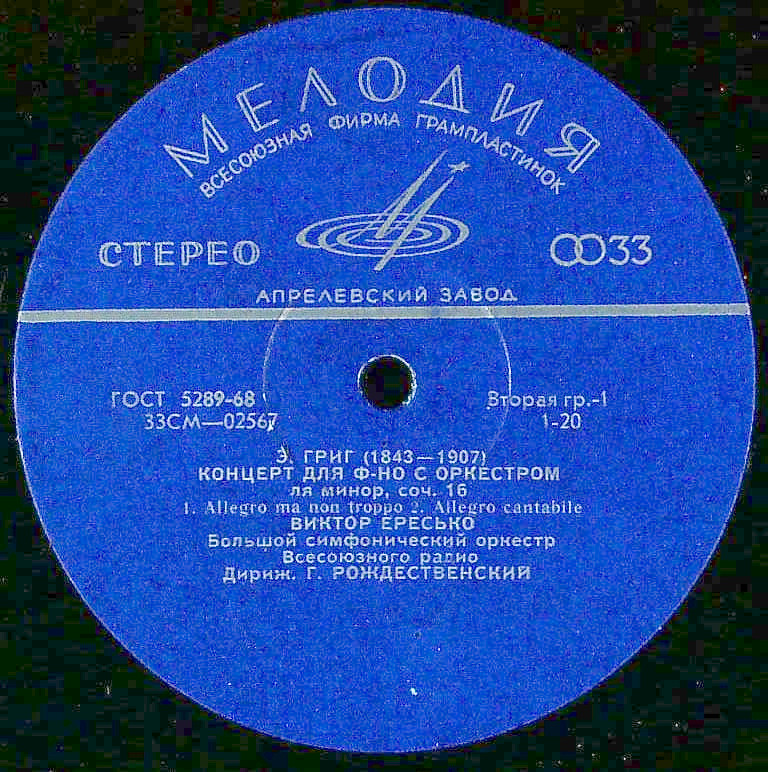 МЕЛОДИЯ
ВСЕСОЮЗНАЯ ФИРМА ГРАМПЛАСТИНОК
СТЕРЕО
33
АПРЕЛЕВСКИЙ ЗАВОД
ГОСТ 5289-68
Вторая гр.-1
33СМ—02567
1-20
Э. ГРИГ (1843—1907)
КОНЦЕРТ ДЛЯ Ф-НО С ОРКЕСТРОМ
ля минор, соч. 16
1. Allegro ma non troppo 2. Allegro cantabile
ВИКТОР ЕРЕСЬКО
Большой симфонический оркестр
Всесоюзного радио
Дириж. Г. РОЖДЕСТВЕНСКИЙ